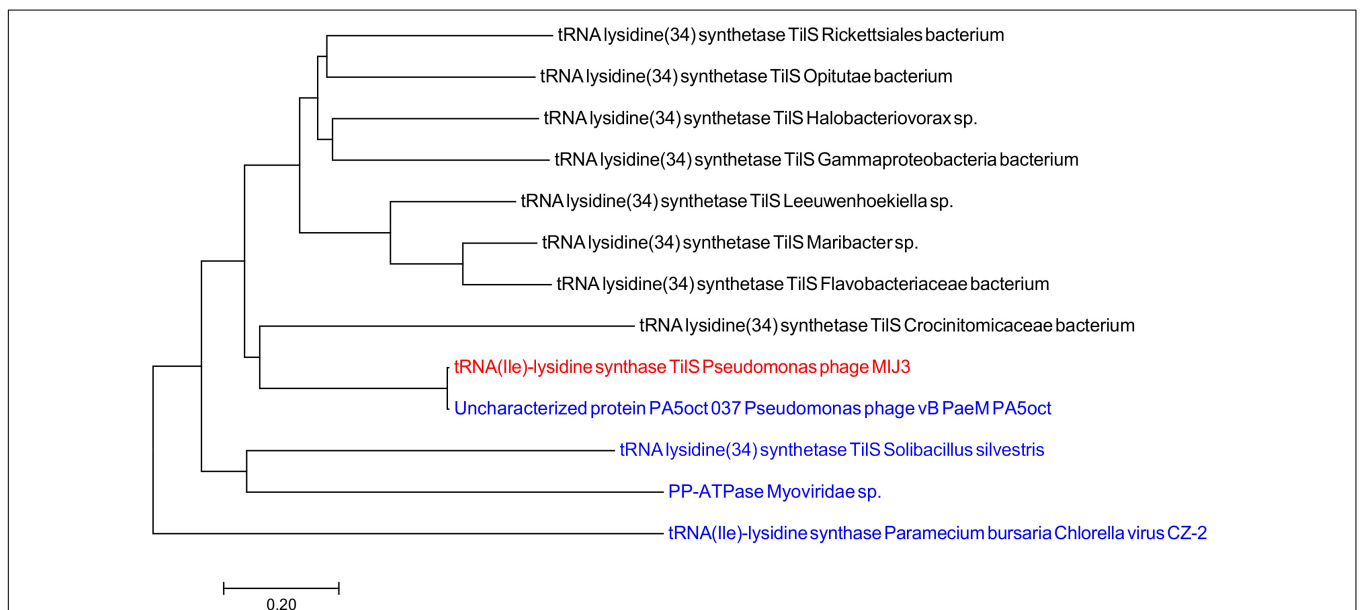 tRNA lysidine(34) synthetase TilS Rickettsiales bacterium
tRNA lysidine(34) synthetase TilS Opitutae bacterium
tRNA lysidine(34) synthetase TilS Halobacteriovorax sp.
tRNA lysidine(34) synthetase TilS Gammaproteobacteria bacterium
tRNA lysidine(34) synthetase TilS Leeuwenhoekiella sp.
tRNA lysidine(34) synthetase TilS Maribacter sp.
tRNA lysidine(34) synthetase TilS Flavobacteriaceae bacterium
tRNA lysidine(34) synthetase TilS Crocinitomicaceae bacterium
tRNA(Ile)-lysidine synthase TilS Pseudomonas phage MIJ3
Uncharacterized protein PA5oct 037 Pseudomonas phage vB PaeM PA5oct
tRNA lysidine(34) synthetase TilS Solibacillus silvestris
PP-ATPase Myoviridae sp.
tRNA(Ile)-lysidine synthase Paramecium bursaria Chlorella virus CZ-2
0.20